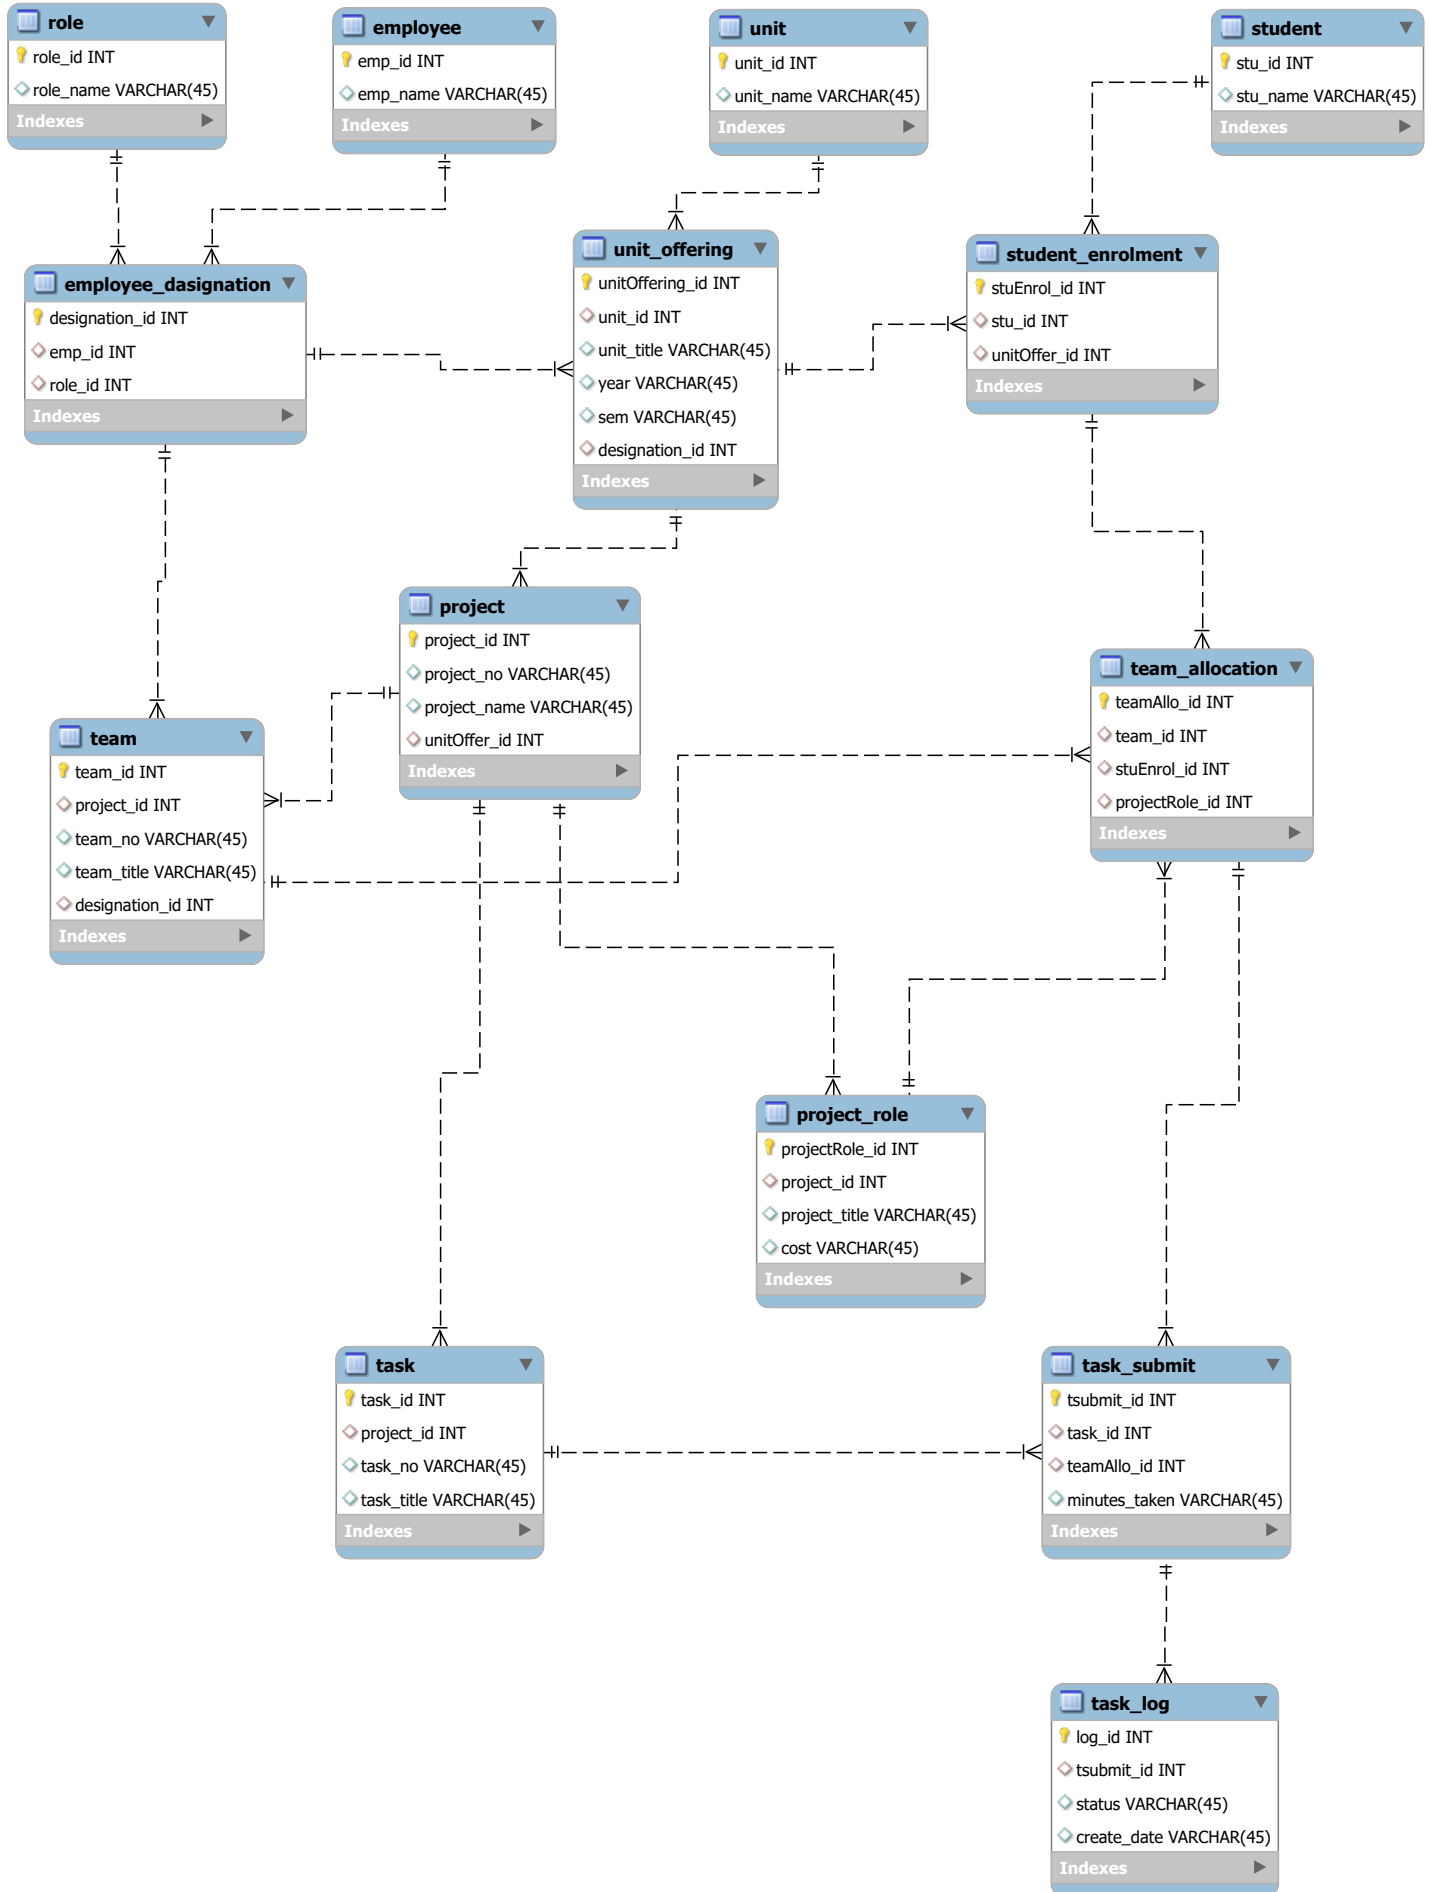 role
role_id INT
role_name VARCHAR(45)
Indexes
employee
emp_id INT
emp_name VARCHAR(45)
Indexes
unit
unit_id INT
unit_name VARCHAR(45)
Indexes
student
stu_id INT
stu_name VARCHAR(45)
Indexes
employee_dasignation
designation_id INT
emp_id INT
role_id INT
Indexes
unit_offering
unitOffering_id INT
unit_id INT
unit_title VARCHAR(45)
year VARCHAR(45)
sem VARCHAR(45)
designation_id INT
Indexes
student_enrolment
stuEnrol_id INT
stu_id INT
unitOffer_id INT
Indexes
project
project_id INT
project_no VARCHAR(45)
project_name VARCHAR(45)
unitOffer_id INT
Indexes
team
team_id INT
project_id INT
team_no VARCHAR(45)
team_title VARCHAR(45)
designation_id INT
Indexes
team_allocation
teamAllo_id INT
team_id INT
stuEnrol_id INT
projectRole_id INT
Indexes
project_role
projectRole_id INT
project_id INT
project_title VARCHAR(45)
cost VARCHAR(45)
Indexes
task
task_id INT
project_id INT
task_no VARCHAR(45)
task_title VARCHAR(45)
Indexes
task_submit
tsubmit_id INT
task_id INT
teamAllo_id INT
minutes_taken VARCHAR(45)
Indexes
task_log
log_id INT
tsubmit_id INT
status VARCHAR(45)
create_date VARCHAR(45)
Indexes